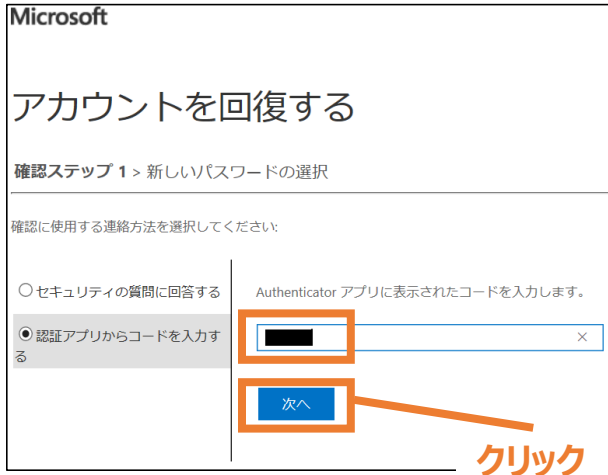 Microsoft
アカウントを回復する
確認ステップ 1 > 新しいパスワードの選択
確認に使用する連絡方法を選択してください:
セキュリティの質問に回答する
認証アプリからコードを入力す
る
Authenticator アプリに表示されたコードを入力します。
次へ
クリック